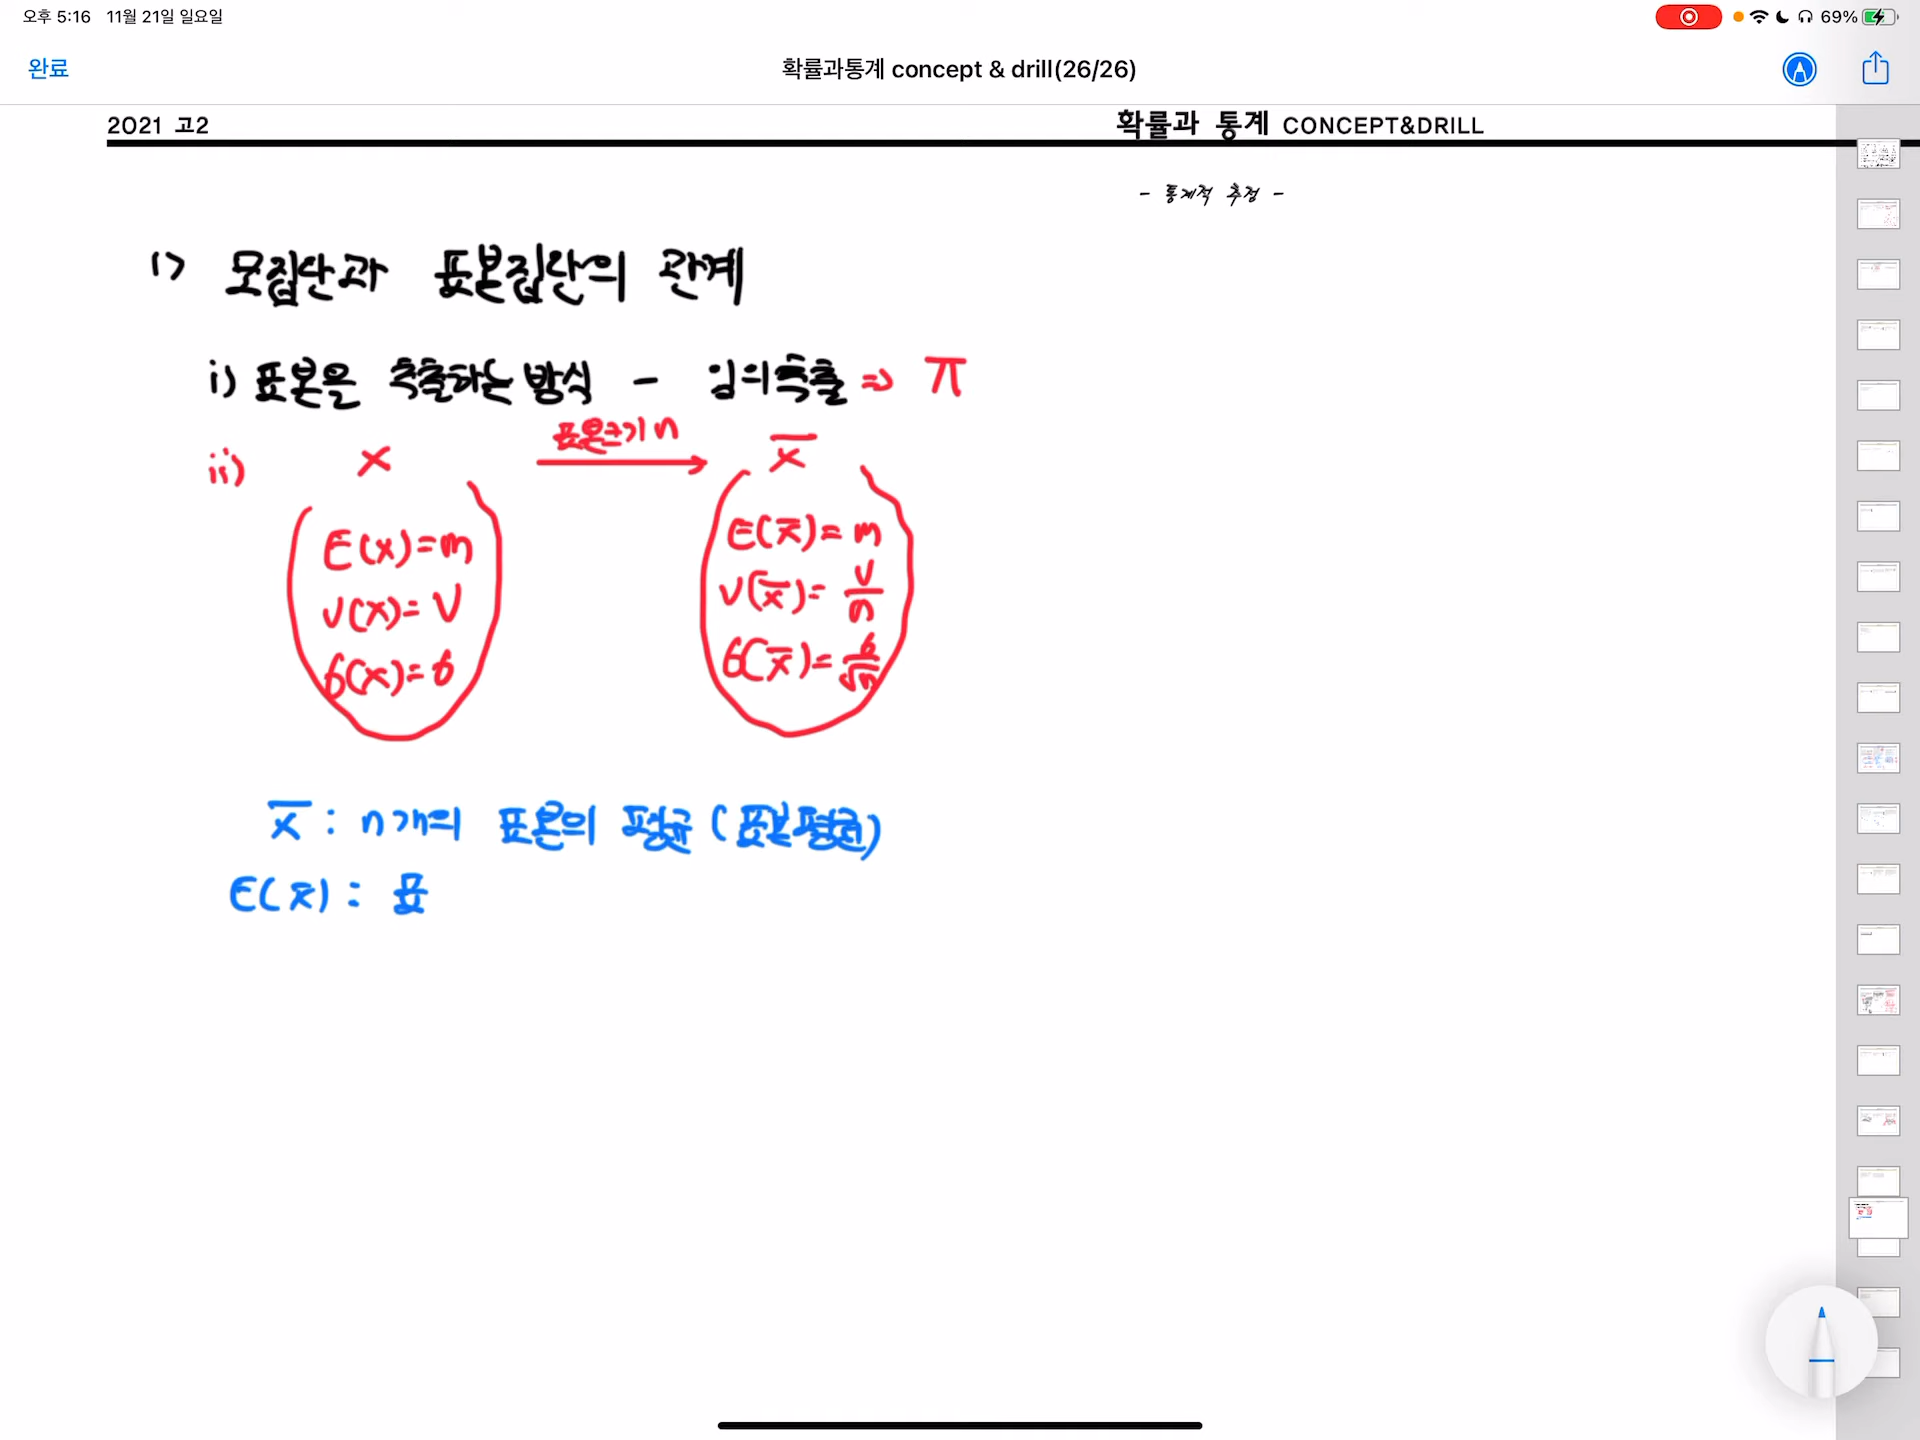 오후 5:16 11월 21일 일요일 69%
완료 확률과통계 concept & drill(26/26)
2021 고2 확률과 통계 CONCEPT&DRILL
- 통계적 추정 -
1> 모집단과 표본집단의 관계
i) 표본을 추출하는 방식 - 임의추출 => π
ii) X 표본크기 n X̄
E(X)=m E(X̄)=m
V(X)=V V(X̄)=V/n
σ(X)=σ σ(X̄)=σ/√n
X̄ : n개의 표본의 평균 (표본평균)
E(X̄) : 표